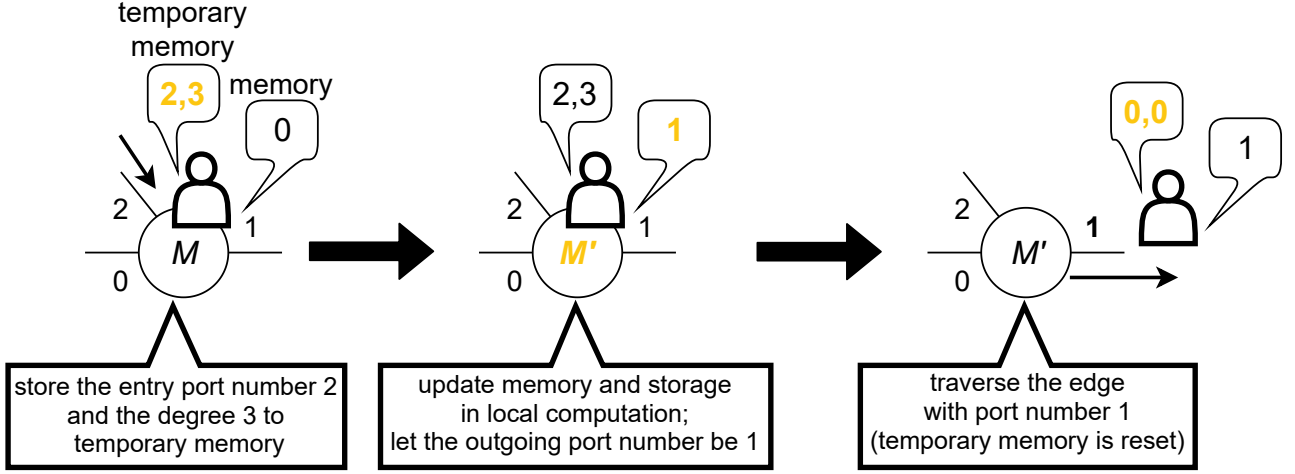 temporary
memory
2,3
memory
0
2
1
M
0
2,3
1
2
1
M'
0
0,0
1
2
1
M'
0
store the entry port number 2
and the degree 3 to
temporary memory
update memory and storage
in local computation;
let the outgoing port number be 1
traverse the edge
with port number 1
(temporary memory is reset)